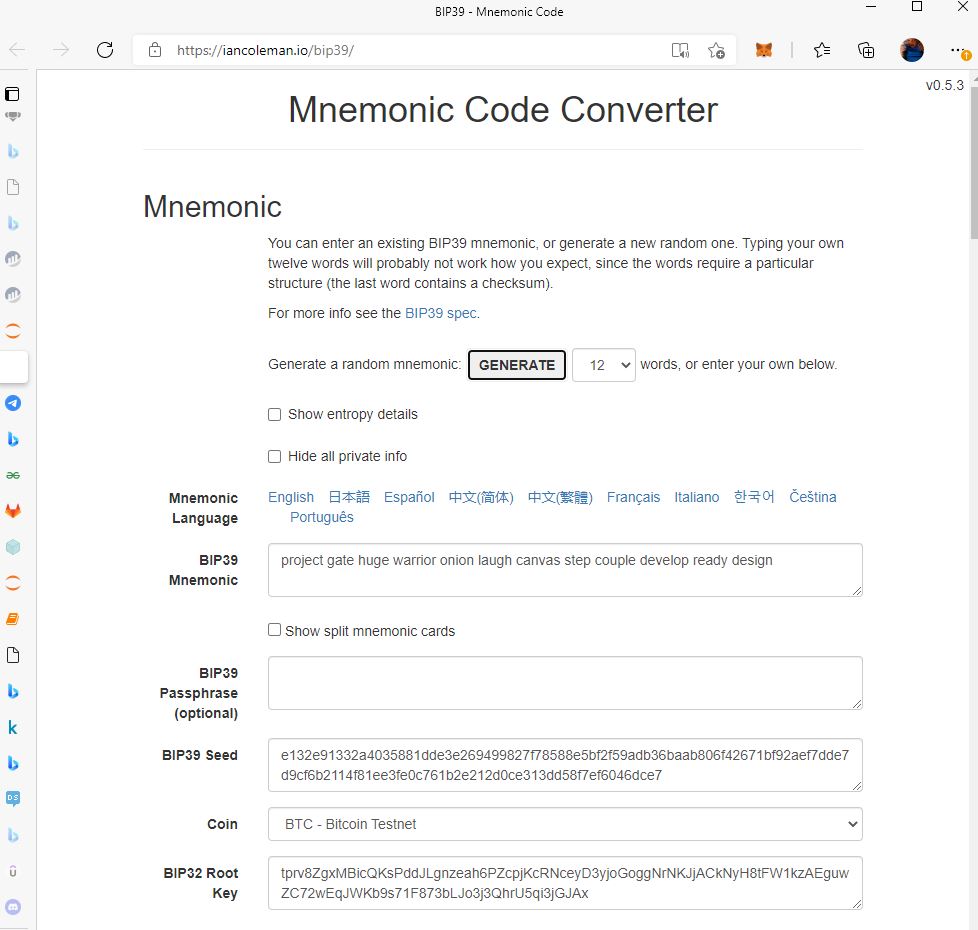 BIP39 - Mnemonic Code
https://iancoleman.io/bip39/
v0.5.3
Mnemonic Code Converter
Mnemonic
You can enter an existing BIP39 mnemonic, or generate a new random one. Typing your own
twelve words will probably not work how you expect, since the words require a particular
structure (the last word contains a checksum).
For more info see the BIP39 spec.
Generate a random mnemonic: GENERATE 12 words, or enter your own below.
Show entropy details
Hide all private info
Mnemonic Language
English 日本語 Español 中文(简体) 中文(繁體) Français Italiano 한국어 Čeština
Português
BIP39 Mnemonic
project gate huge warrior onion laugh canvas step couple develop ready design
Show split mnemonic cards
BIP39 Passphrase (optional)
BIP39 Seed
e132e91332a4035881dde3e269499827f78588e5bf2f59adb36baab806f42671bf92aef7dde7
d9cf6b2114f81ee3fe0c761b2e212d0ce313dd58f7ef6046dce7
Coin
BTC - Bitcoin Testnet
BIP32 Root Key
tprv8ZgxMBicQKsPddJLgnzeah6PZcpjKcRNceyD3yjoGoggNrNKJjACkNyH8tFW1kzAEguw
ZC72wEqJWKb9s71F873bLJo3j3QhrU5qi3jGJAx